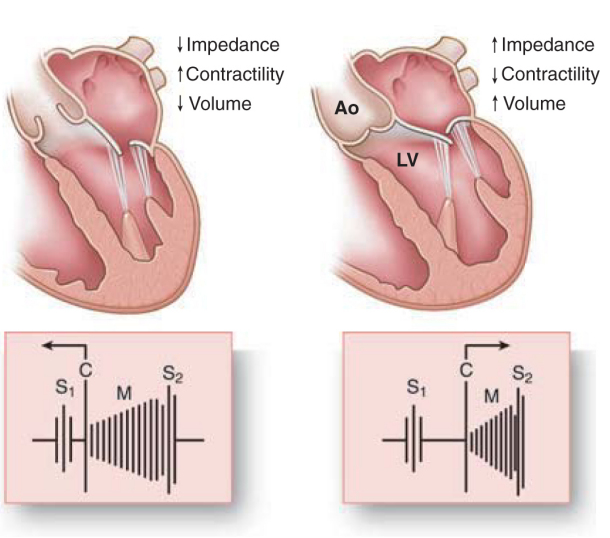 ↓ Impedance
↑ Contractility
↓ Volume
↑ Impedance
↓ Contractility
↑ Volume
Ao
LV
C
S₁
M
S₂
C
S₁
M
S₂